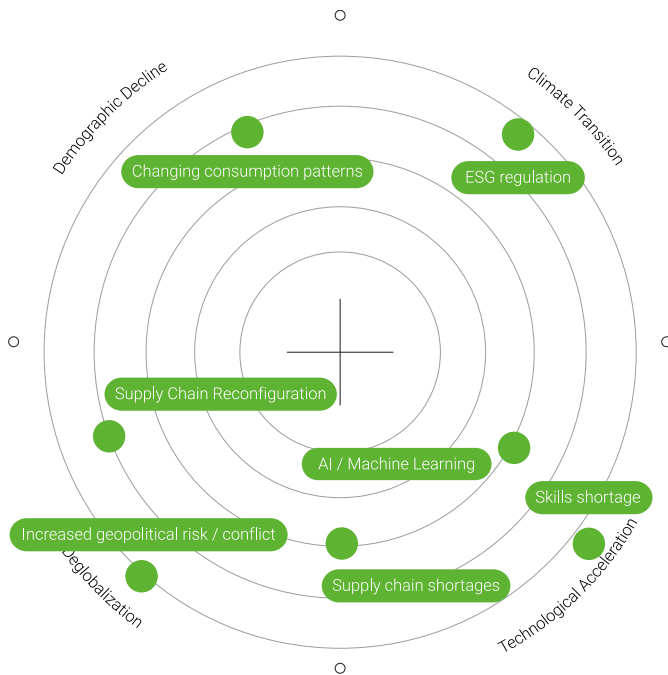 Demographic Decline
Climate Transition
Changing consumption patterns
ESG regulation
Supply Chain Reconfiguration
AI / Machine Learning
Skills shortage
Increased geopolitical risk / conflict
Deglobalization
Supply chain shortages
Technological Acceleration